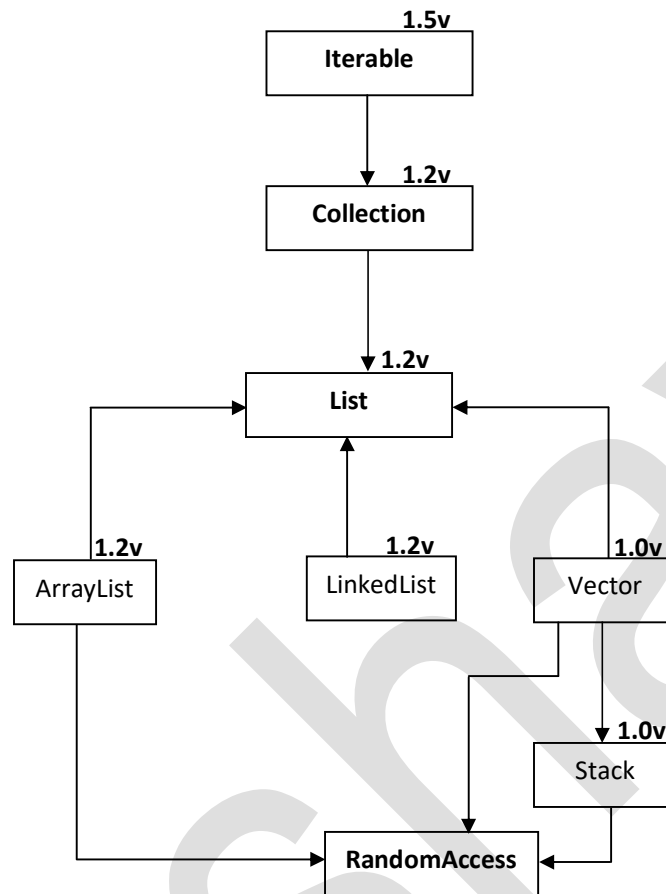 1.5v
Iterable
1.2v
Collection
1.2v
List
1.2v
ArrayList
1.2v
LinkedList
1.0v
Vector
1.0v
Stack
RandomAccess